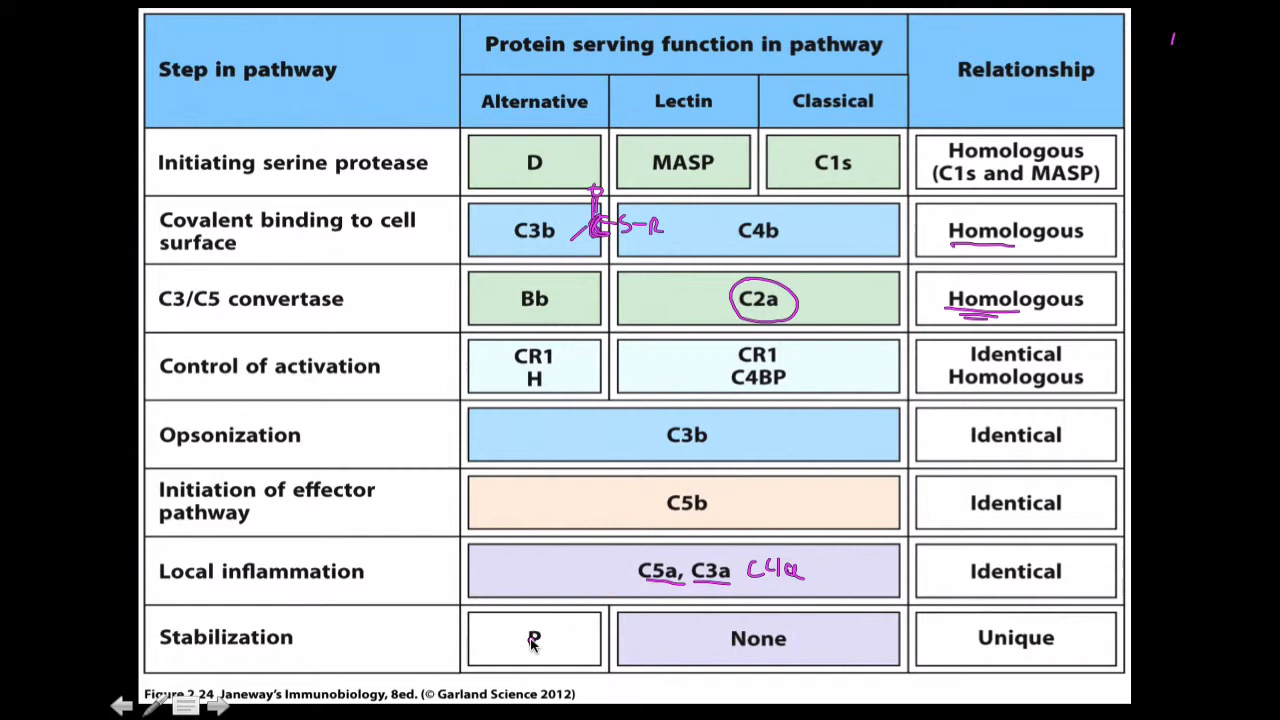 Step in pathway
Protein serving function in pathway
Relationship
Alternative
Lectin
Classical
Initiating serine protease
D
MASP
C1s
Homologous
(C1s and MASP)
Covalent binding to cell
surface
C3b
C-S-R
C4b
Homologous
C3/C5 convertase
Bb
C2a
Homologous
Control of activation
CR1
H
CR1
C4BP
Identical
Homologous
Opsonization
C3b
Identical
Initiation of effector
pathway
C5b
Identical
Local inflammation
C5a, C3a C4a
Identical
Stabilization
P
None
Unique
Figure 2.24 Janeway's Immunobiology, 8ed. (© Garland Science 2012)